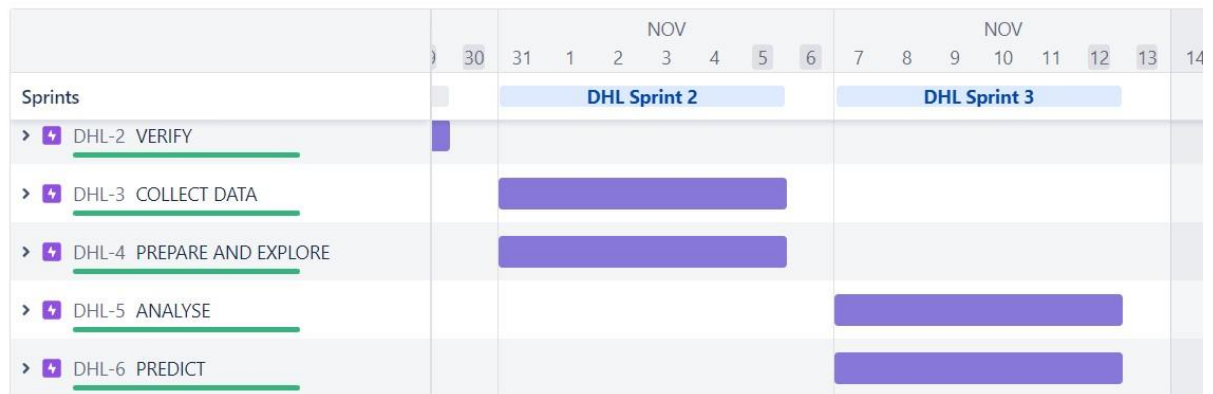 NOV NOV
30 31 1 2 3 4 5 6 7 8 9 10 11 12 13 14
Sprints DHL Sprint 2 DHL Sprint 3
DHL-2 VERIFY
DHL-3 COLLECT DATA
DHL-4 PREPARE AND EXPLORE
DHL-5 ANALYSE
DHL-6 PREDICT